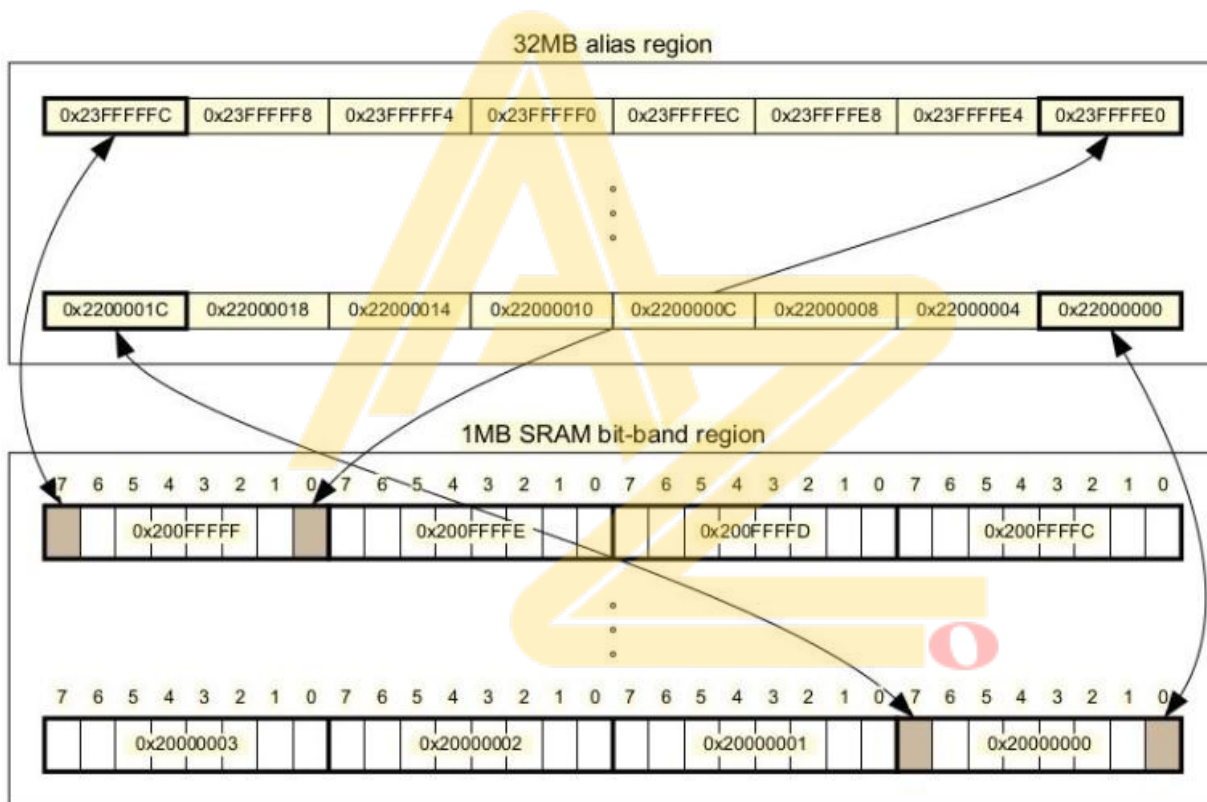 32MB alias region
0x23FFFFFC 0x23FFFFF8 0x23FFFFF4 0x23FFFFF0 0x23FFFFEC 0x23FFFFE8 0x23FFFFE4 0x23FFFFE0
0x2200001C 0x22000018 0x22000014 0x22000010 0x2200000C 0x22000008 0x22000004 0x22000000
1MB SRAM bit-band region
7 6 5 4 3 2 1 0 7 6 5 4 3 2 1 0 7 6 5 4 3 2 1 0 7 6 5 4 3 2 1 0
0x200FFFFF 0x200FFFFE 0x200FFFFD 0x200FFFFC
7 6 5 4 3 2 1 0 7 6 5 4 3 2 1 0 7 6 5 4 3 2 1 0 7 6 5 4 3 2 1 0
0x20000003 0x20000002 0x20000001 0x20000000